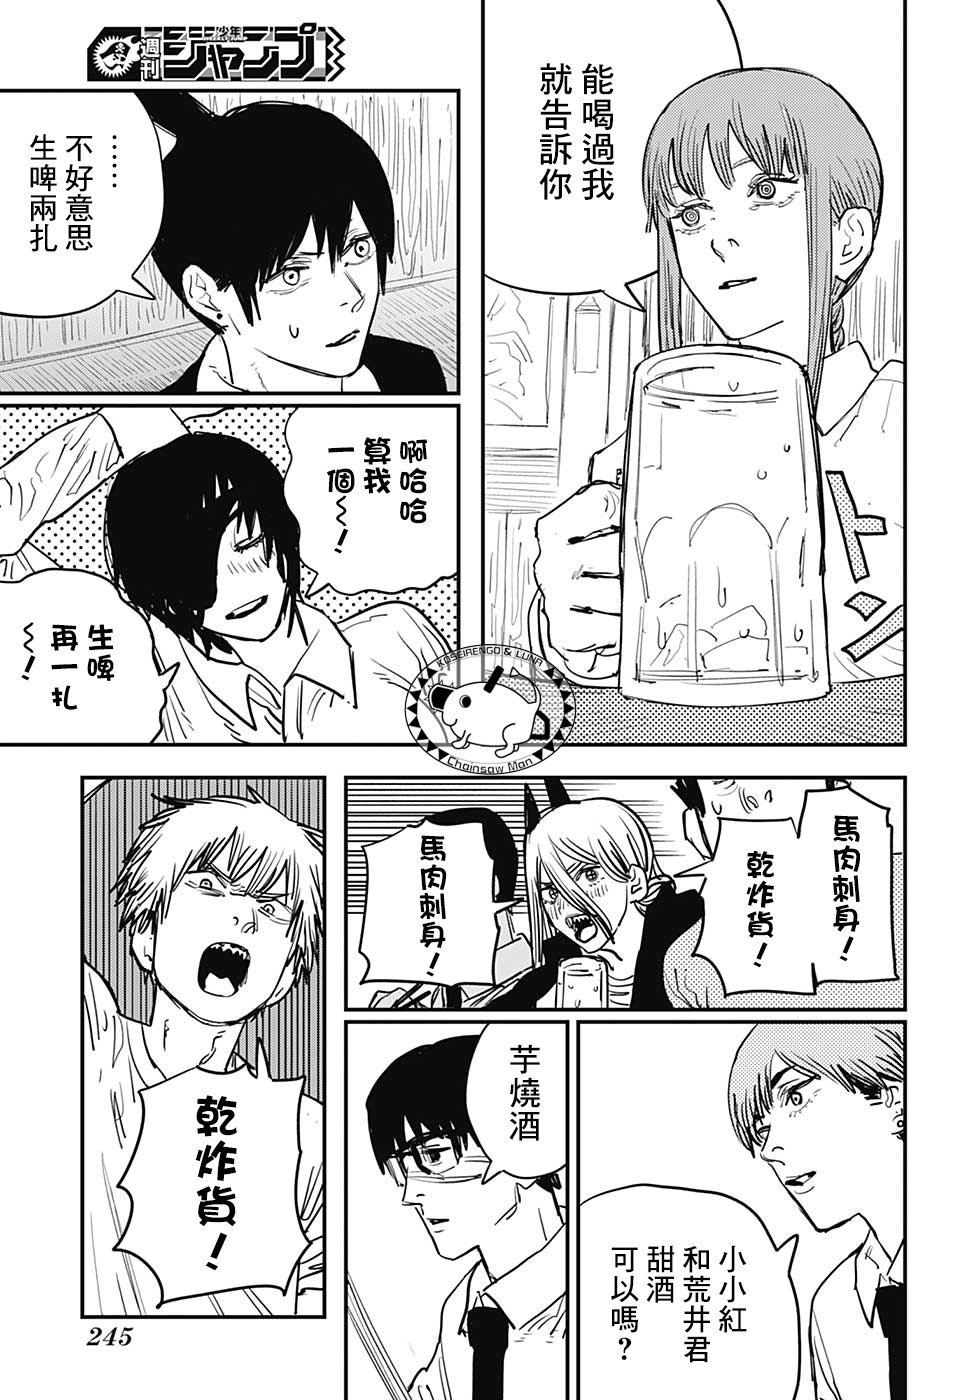 週刊
少年
ジャンプ
能喝過我
就告訴你
ドン
……
不好意思
生啤兩扎
啊哈哈
算我
一個～！
生啤
再一扎
～！
KOSEIRENGO & LUNA
Chainsaw Man
馬肉刺身！
乾炸貨！
馬肉刺身！
乾炸貨！
小小紅
和荒井君
甜酒
可以嗎？
芋燒酒
245